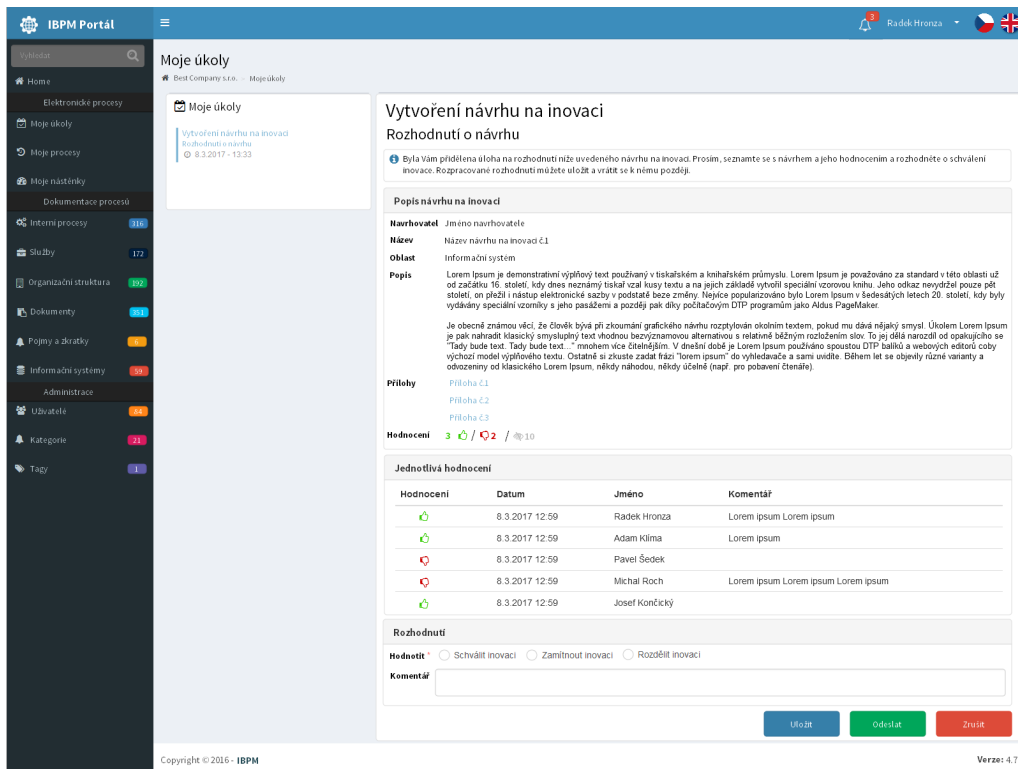 IBPM Portál
3
Radek Hronza
Vyhledat
Home
Elektronické procesy
Moje úkoly
Moje procesy
Moje nástěnky
Dokumentace procesů
Interní procesy 316
Služby 172
Organizační struktura 192
Dokumenty 351
Pojmy a zkratky 6
Informační systémy 59
Administrace
Uživatelé 64
Kategorie 21
Tagy 1
Moje úkoly
Best Company s.r.o. > Moje úkoly
Moje úkoly
Vytvoření návrhu na inovaci
Rozhodnutí o návrhu
8.3.2017 - 13:33
Vytvoření návrhu na inovaci
Rozhodnutí o návrhu
Byla Vám přidělena úloha na rozhodnutí níže uvedeného návrhu na inovaci. Prosím, seznamte se s návrhem a jeho hodnocením a rozhodněte o schválení
inovace. Rozpracované rozhodnutí můžete uložit a vrátit se k němu později.
Popis návrhu na inovaci
Navrhovatel Jméno navrhovatele
Název Název návrhu na inovaci č.1
Oblast Informační systém
Popis Lorem Ipsum je demonstrativní výplňový text používaný v tiskařském a knihařském průmyslu. Lorem Ipsum je považováno za standard v této oblasti už
od začátku 16. století, kdy dnes neznámý tiskař vzal kusy textu a na jejich základě vytvořil speciální vzorovou knihu. Jeho odkaz nevydržel pouze pět
století, on přežil i nástup elektronické sazby v podstatě beze změny. Nejvíce popularizováno bylo Lorem Ipsum v šedesátých letech 20. století, kdy byly
vydávány speciální vzorníky s jeho pasážemi a později pak díky počítačovým DTP programům jako Aldus PageMaker.
Je obecně známou věcí, že člověk bývá při zkoumání grafického návrhu rozptylován okolním textem, pokud mu dává nějaký smysl. Úkolem Lorem Ipsum
je pak nahradit klasický smysluplný text vhodnou bezvýznamovou alternativou s relativně běžným rozložením slov. To jej dělá narozdíl od opakujícího se
"Tady bude text. Tady bude text..." mnohem více čitelnějším. V dnešní době je Lorem Ipsum používáno spoustou DTP balíků a webových editorů coby
výchozí model výplňového textu. Ostatně si zkuste zadat frázi "lorem ipsum" do vyhledavače a sami uvidíte. Během let se objevily různé varianty a
odvozeniny od klasického Lorem Ipsum, někdy náhodou, někdy účelně (např. pro pobavení čtenáře).
Přílohy Příloha č.1
Příloha č.2
Příloha č.3
Hodnocení 3 / 2 / 10
Jednotlivá hodnocení
Hodnocení Datum Jméno Komentář
8.3.2017 12:59 Radek Hronza Lorem ipsum Lorem ipsum
8.3.2017 12:59 Adam Klíma Lorem ipsum
8.3.2017 12:59 Pavel Šedek
8.3.2017 12:59 Michal Roch Lorem ipsum Lorem ipsum Lorem ipsum
8.3.2017 12:59 Josef Končický
Rozhodnutí
Hodnotit * Schválit inovaci Zamítnout inovaci Rozdělit inovaci
Komentář
Uložit Odeslat Zrušit
Copyright © 2016 - IBPM Verze: 4.7